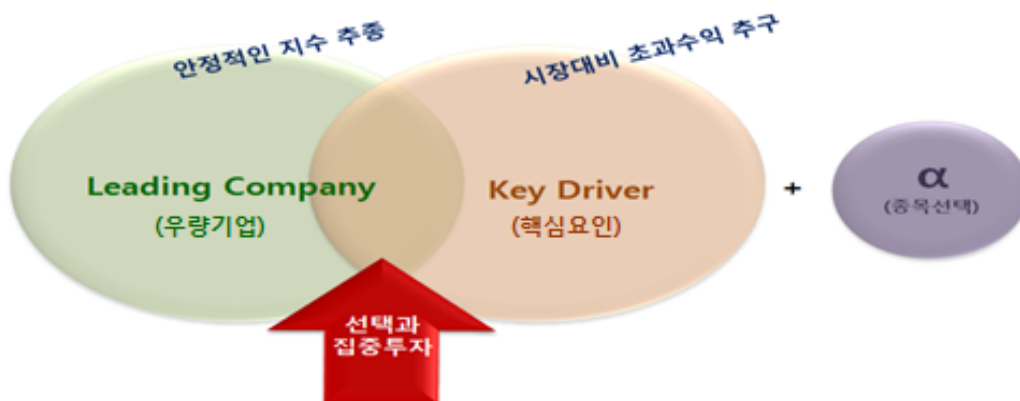 안정적인 지수 추종
시장대비 초과수익 추구
Leading Company
(우량기업)
Key Driver
(핵심요인)
+
α
(종목선택)
선택과
집중투자